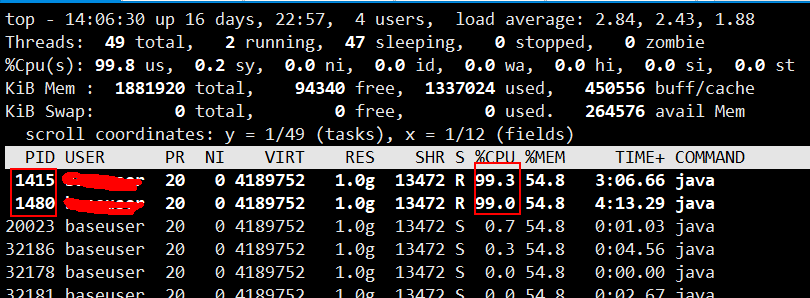 top - 14:06:30 up 16 days, 22:57,  4 users,  load average: 2.84, 2.43, 1.88
Threads:  49 total,   2 running,  47 sleeping,   0 stopped,   0 zombie
%Cpu(s): 99.8 us,  0.2 sy,  0.0 ni,  0.0 id,  0.0 wa,  0.0 hi,  0.0 si,  0.0 st
KiB Mem :  1881920 total,    94340 free,  1337024 used,   450556 buff/cache
KiB Swap:        0 total,        0 free,        0 used.   264576 avail Mem
scroll coordinates: y = 1/49 (tasks), x = 1/12 (fields)
PID USER      PR  NI    VIRT    RES    SHR S %CPU %MEM     TIME+ COMMAND
1415 20   0 4189752   1.0g  13472 R 99.3 54.8   3:06.66 java
1480 20   0 4189752   1.0g  13472 R 99.0 54.8   4:13.29 java
20023 baseuser  20   0 4189752   1.0g  13472 S  0.7 54.8   0:01.03 java
32186 baseuser  20   0 4189752   1.0g  13472 S  0.3 54.8   0:04.56 java
32178 baseuser  20   0 4189752   1.0g  13472 S  0.0 54.8   0:00.00 java
32181 baseuser  20   0 4189752   1.0g  13472 S  0.0 54.8   0:02.67 java